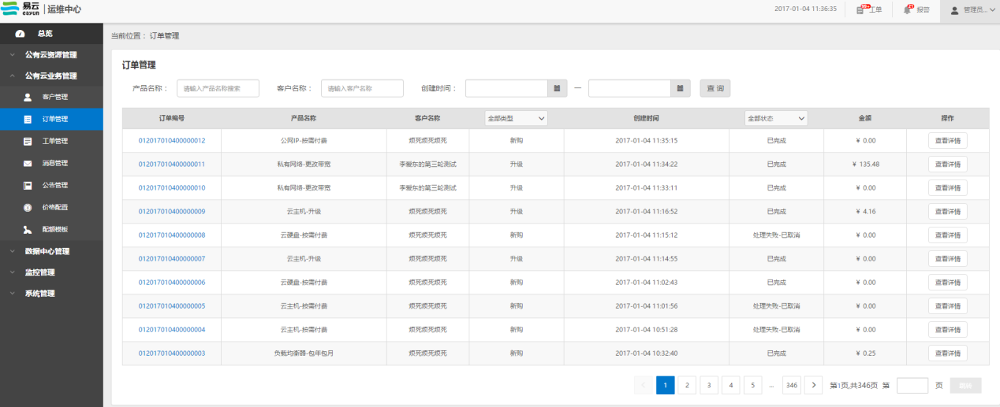 易云 eayun 运维中心 2017-01-04 11:36:35 99+ 工单 21 报警 管理员...
总览
公有云资源管理
公有云业务管理
客户管理
订单管理
工单管理
消息管理
公告管理
价格配置
配额模板
数据中心管理
监控管理
系统管理
当前位置： 订单管理
订单管理
产品名称： 请输入产品名称搜索 客户名称： 请输入客户名称 创建时间： — 查 询
订单编号 产品名称 客户名称 全部类型 创建时间 全部状态 金额 操作
012017010400000012 公网IP-按需付费 烦死烦死烦死 新购 2017-01-04 11:35:15 已完成 ¥ 0.00 查看详情
012017010400000011 私有网络-更改带宽 李爱东的第三轮测试 升级 2017-01-04 11:34:22 已完成 ¥ 135.48 查看详情
012017010400000010 私有网络-更改带宽 李爱东的第三轮测试 升级 2017-01-04 11:33:11 已完成 ¥ 0.00 查看详情
012017010400000009 云主机-升级 烦死烦死烦死 升级 2017-01-04 11:16:52 已完成 ¥ 4.16 查看详情
012017010400000008 云硬盘-按需付费 烦死烦死烦死 新购 2017-01-04 11:15:12 处理失败-已取消 ¥ 0.00 查看详情
012017010400000007 云主机-升级 烦死烦死烦死 升级 2017-01-04 11:14:55 已完成 ¥ 0.00 查看详情
012017010400000006 云硬盘-按需付费 烦死烦死烦死 新购 2017-01-04 11:02:43 已完成 ¥ 0.00 查看详情
012017010400000005 云主机-按需付费 烦死烦死烦死 新购 2017-01-04 11:01:56 处理失败-已取消 ¥ 0.00 查看详情
012017010400000004 云主机-按需付费 烦死烦死烦死 新购 2017-01-04 10:51:28 处理失败-已取消 ¥ 0.00 查看详情
012017010400000003 负载均衡器-包年包月 烦死烦死烦死 新购 2017-01-04 10:32:40 已完成 ¥ 0.25 查看详情
1 2 3 4 5 ... 346 第1页,共346页 第 页